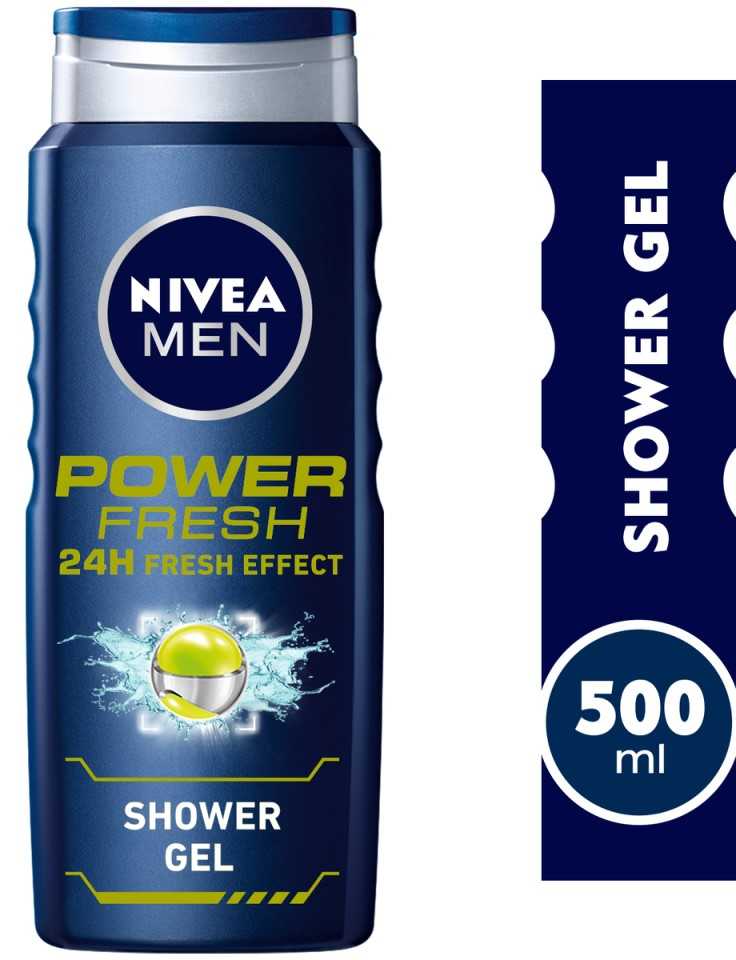 NIVEA
MEN
POWER
FRESH
24H FRESH EFFECT
SHOWER
GEL
SHOWER GEL
500
ml